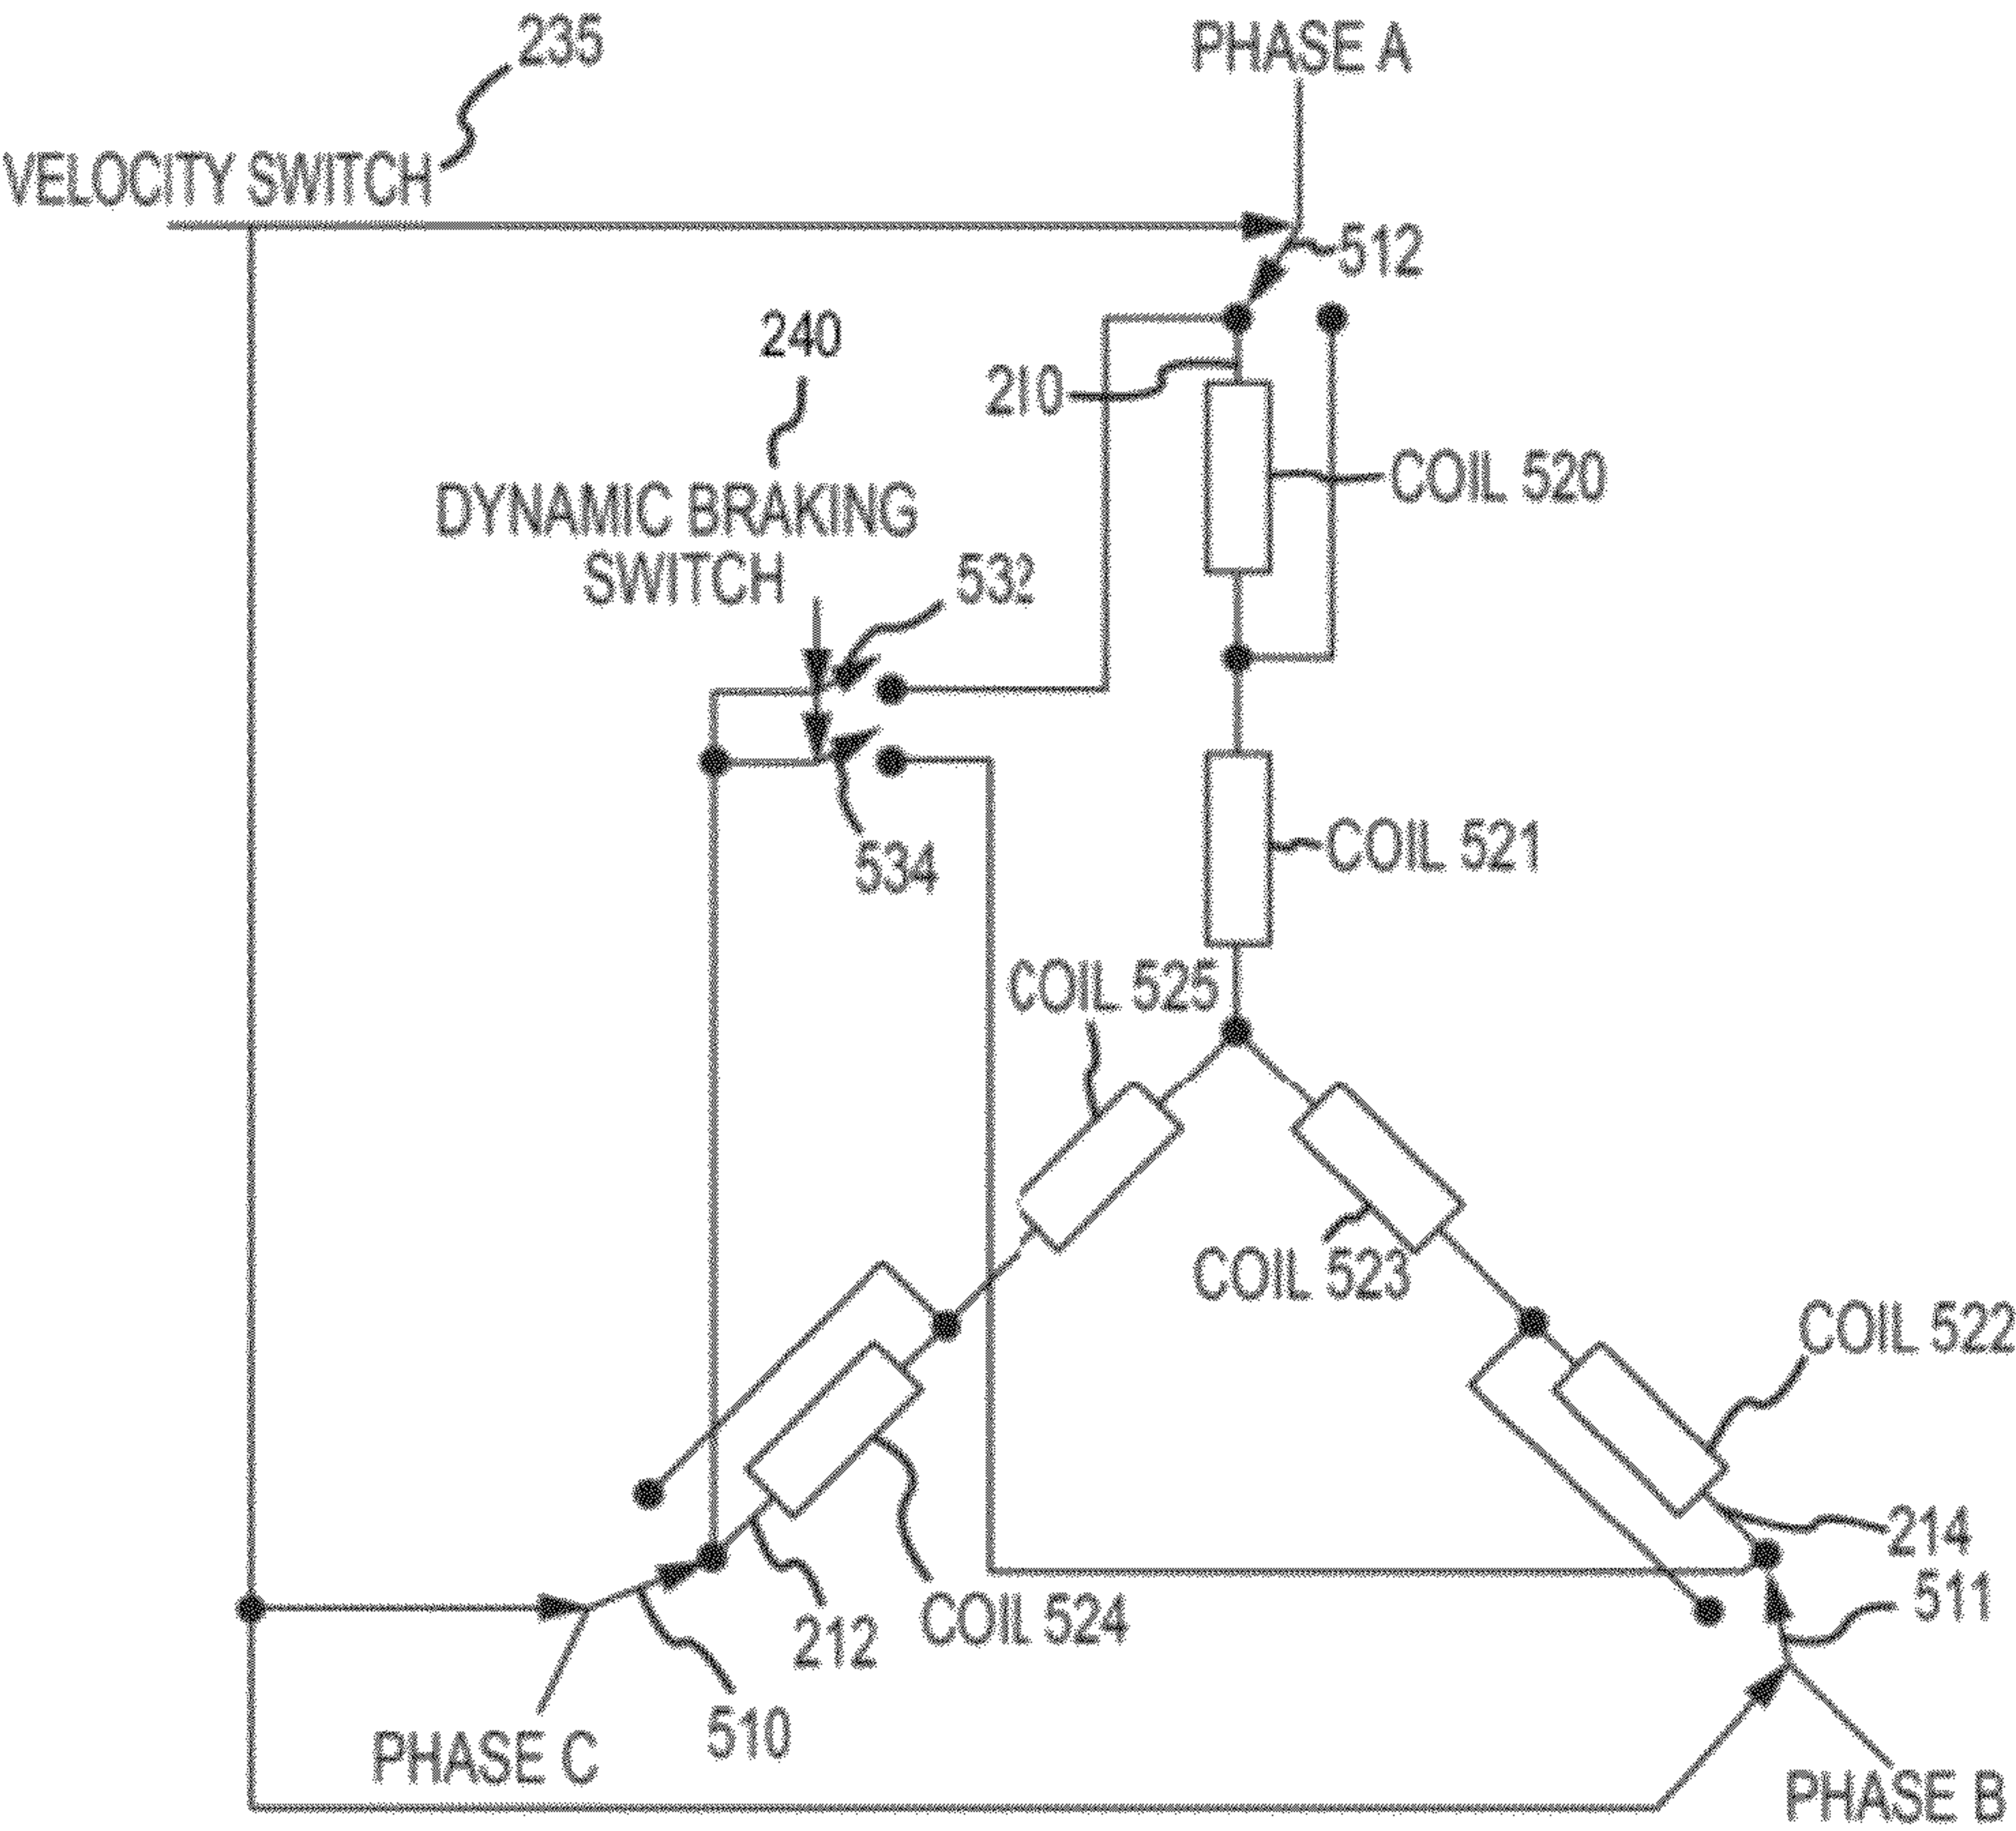 235
PHASE A
VELOCITY SWITCH
512
240
210
COIL 520
DYNAMIC BRAKING
SWITCH
532
COIL 521
534
COIL 525
COIL 523
COIL 522
214
511
COIL 524
212
510
PHASE C
PHASE B